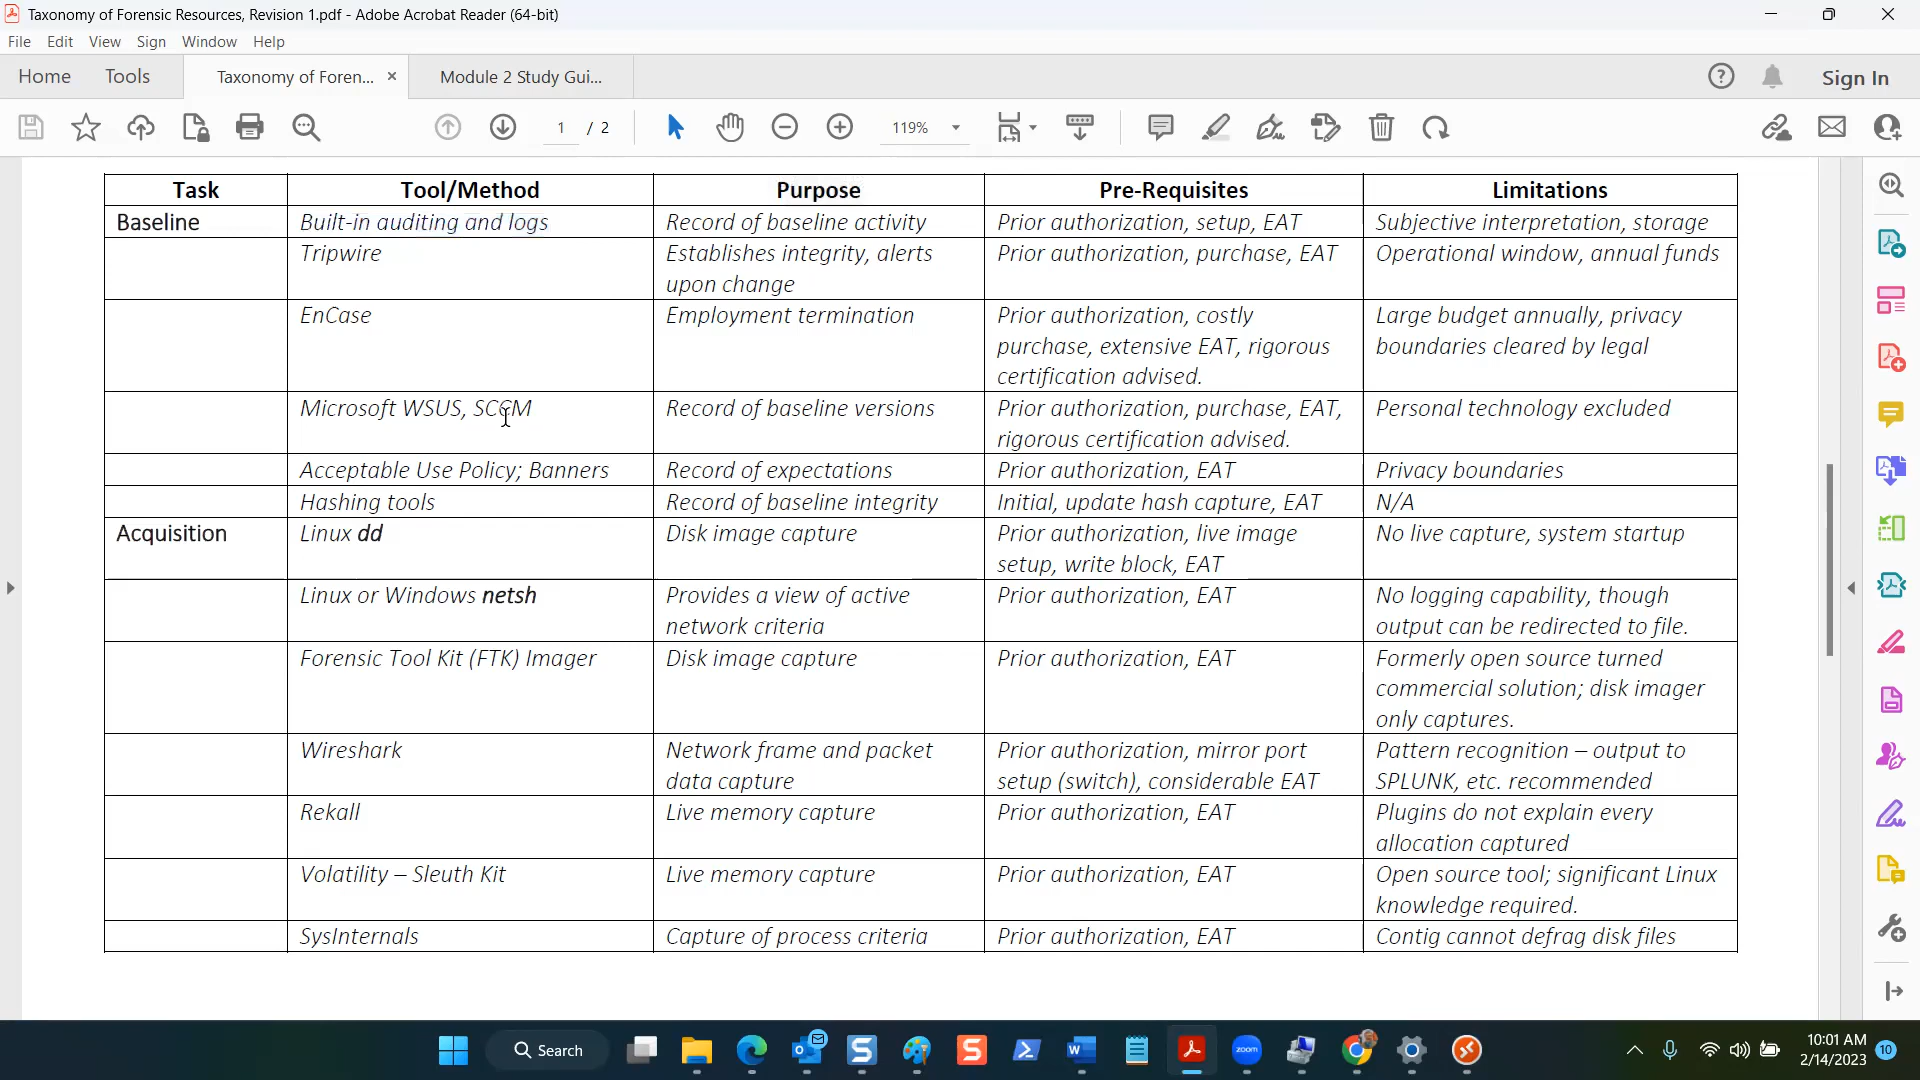 Taxonomy of Forensic Resources, Revision 1.pdf - Adobe Acrobat Reader (64-bit)
File Edit View Sign Window Help
Home Tools Taxonomy of Foren... × Module 2 Study Gui... Sign In
1 / 2 119%
Task Tool/Method Purpose Pre-Requisites Limitations
Baseline Built-in auditing and logs Record of baseline activity Prior authorization, setup, EAT Subjective interpretation, storage
Tripwire Establishes integrity, alerts Prior authorization, purchase, EAT Operational window, annual funds
upon change
EnCase Employment termination Prior authorization, costly Large budget annually, privacy
purchase, extensive EAT, rigorous boundaries cleared by legal
certification advised.
Microsoft WSUS, SCCM Record of baseline versions Prior authorization, purchase, EAT, Personal technology excluded
rigorous certification advised.
Acceptable Use Policy; Banners Record of expectations Prior authorization, EAT Privacy boundaries
Hashing tools Record of baseline integrity Initial, update hash capture, EAT N/A
Acquisition Linux dd Disk image capture Prior authorization, live image No live capture, system startup
setup, write block, EAT
Linux or Windows netsh Provides a view of active Prior authorization, EAT No logging capability, though
network criteria output can be redirected to file.
Forensic Tool Kit (FTK) Imager Disk image capture Prior authorization, EAT Formerly open source turned
commercial solution; disk imager
only captures.
Wireshark Network frame and packet Prior authorization, mirror port Pattern recognition – output to
data capture setup (switch), considerable EAT SPLUNK, etc. recommended
Rekall Live memory capture Prior authorization, EAT Plugins do not explain every
allocation captured
Volatility – Sleuth Kit Live memory capture Prior authorization, EAT Open source tool; significant Linux
knowledge required.
SysInternals Capture of process criteria Prior authorization, EAT Contig cannot defrag disk files
Search zoom 10:01 AM
2/14/2023 10